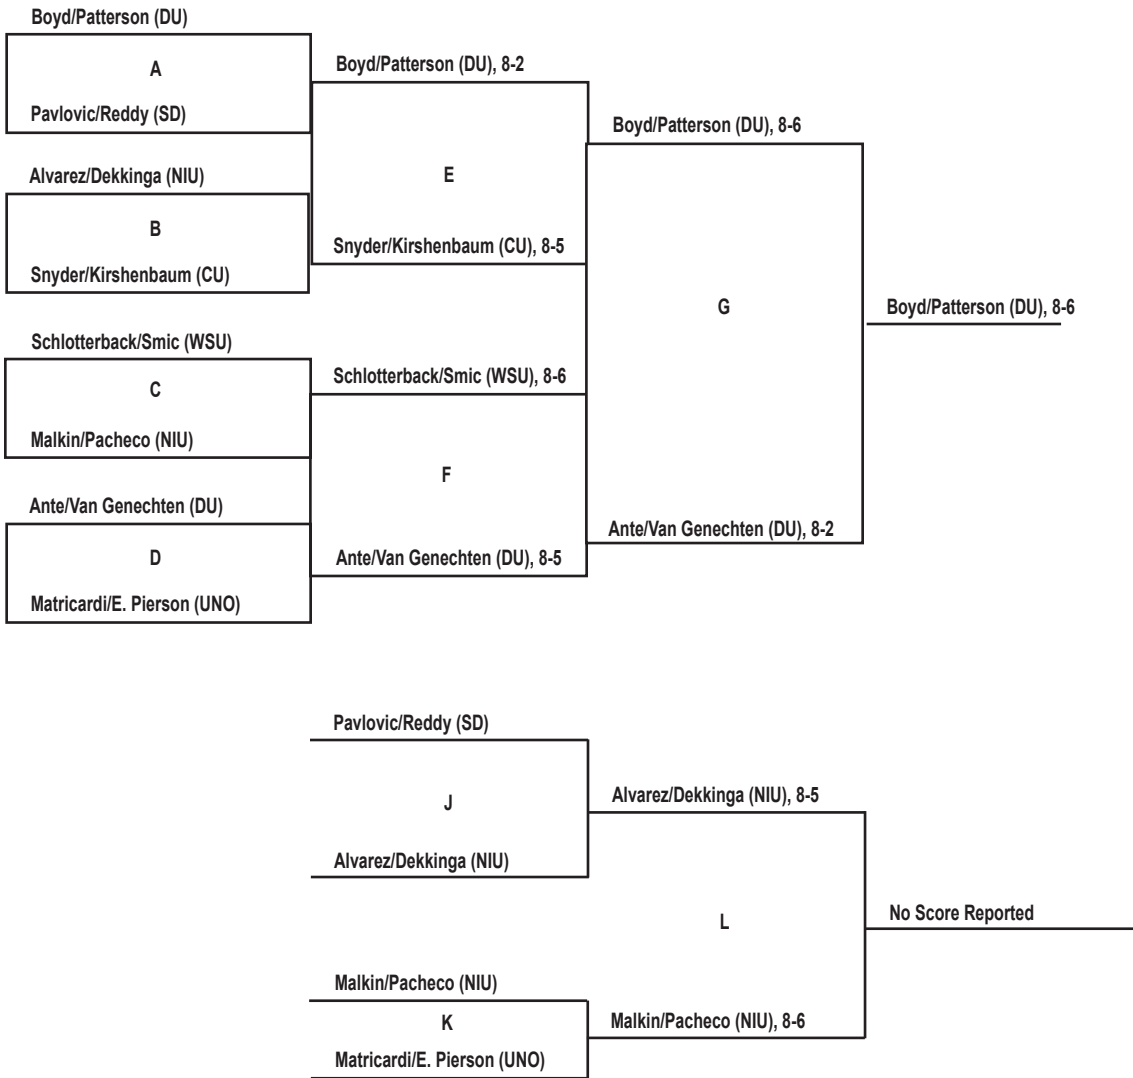 Boyd/Patterson (DU)
A
Pavlovic/Reddy (SD)
Alvarez/Dekkinga (NIU)
B
Snyder/Kirshenbaum (CU)
Schlotterback/Smic (WSU)
C
Malkin/Pacheco (NIU)
Ante/Van Genechten (DU)
D
Matricardi/E. Pierson (UNO)
Boyd/Patterson (DU), 8-2
E
Snyder/Kirshenbaum (CU), 8-5
Schlotterback/Smic (WSU), 8-6
F
Ante/Van Genechten (DU), 8-5
Boyd/Patterson (DU), 8-6
G
Ante/Van Genechten (DU), 8-2
Boyd/Patterson (DU), 8-6
Pavlovic/Reddy (SD)
J
Alvarez/Dekkinga (NIU)
Malkin/Pacheco (NIU)
K
Matricardi/E. Pierson (UNO)
Alvarez/Dekkinga (NIU), 8-5
L
Malkin/Pacheco (NIU), 8-6
No Score Reported